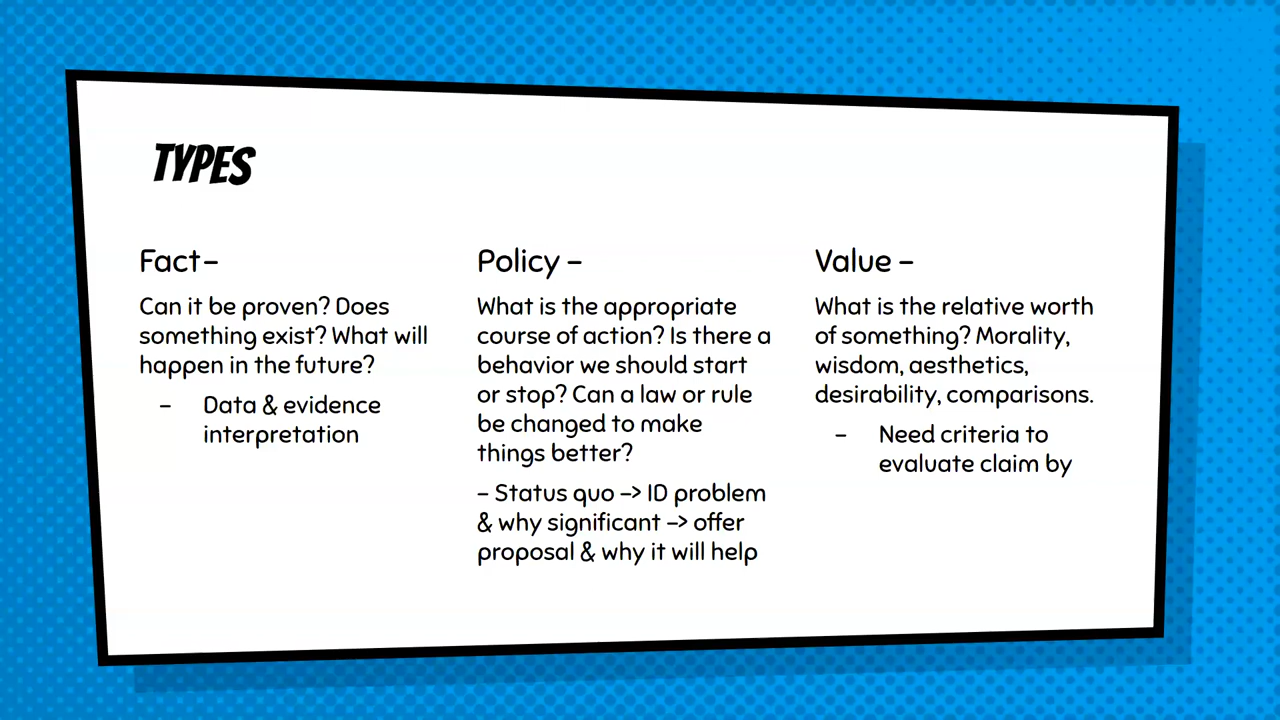 TYPES
Fact–
Can it be proven? Does
something exist? What will
happen in the future?
– Data & evidence
interpretation
Policy –
What is the appropriate
course of action? Is there a
behavior we should start
or stop? Can a law or rule
be changed to make
things better?
– Status quo –> ID problem
& why significant –> offer
proposal & why it will help
Value –
What is the relative worth
of something? Morality,
wisdom, aesthetics,
desirability, comparisons.
– Need criteria to
evaluate claim by